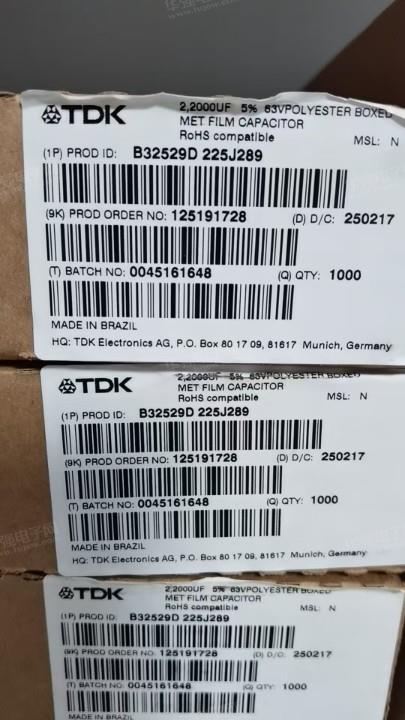 TDK
2,2000UF 5% 63VPOLYESTER BOXED
MET FILM CAPACITOR
RoHS compatible
MSL: N
(1P) PROD ID: B32529D 225J289
(9K) PROD ORDER NO: 125191728 (D) D/C: 250217
(T) BATCH NO: 0045161648 (Q) QTY: 1000
MADE IN BRAZIL
HQ: TDK Electronics AG, P.O. Box 80 17 09, 81617 Munich, Germany
TDK
2,2000UF 5% 63VPOLYESTER BOXED
MET FILM CAPACITOR
RoHS compatible
MSL: N
(1P) PROD ID: B32529D 225J289
(9K) PROD ORDER NO: 125191728 (D) D/C: 250217
(T) BATCH NO: 0045161648 (Q) QTY: 1000
MADE IN BRAZIL
HQ: TDK Electronics AG, P.O. Box 80 17 09, 81617 Munich, Germany
TDK
2,2000UF 5% 63VPOLYESTER BOXED
MET FILM CAPACITOR
RoHS compatible
MSL: N
(1P) PROD ID: B32529D 225J289
(9K) PROD ORDER NO: 125191728 (D) D/C: 250217
(T) BATCH NO: 0045161648 (Q) QTY: 1000
MADE IN BRAZIL